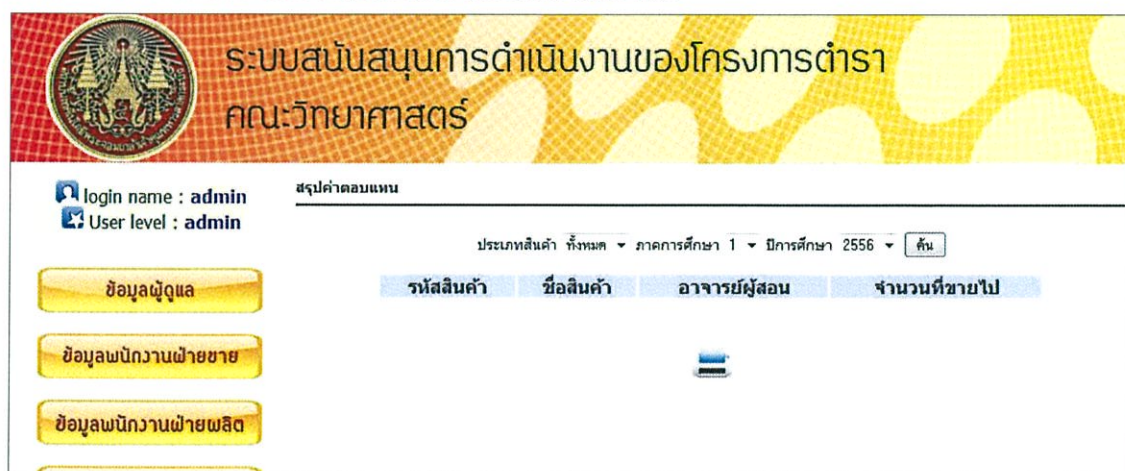 ระบบสนันสนุนการดำเนินงานของโครงการตำรา
คณะวิทยาศาสตร์
login name : admin
User level : admin
สรุปค่าตอบแทน
ประเภทสินค้า ทั้งหมด ภาคการศึกษา 1 ปีการศึกษา 2556 ค้น
รหัสสินค้า ชื่อสินค้า อาจารย์ผู้สอน จำนวนที่ขายไป
ข้อมูลผู้ดูแล
ข้อมูลพนักงานฝ่ายขาย
ข้อมูลพนักงานฝ่ายผลิต